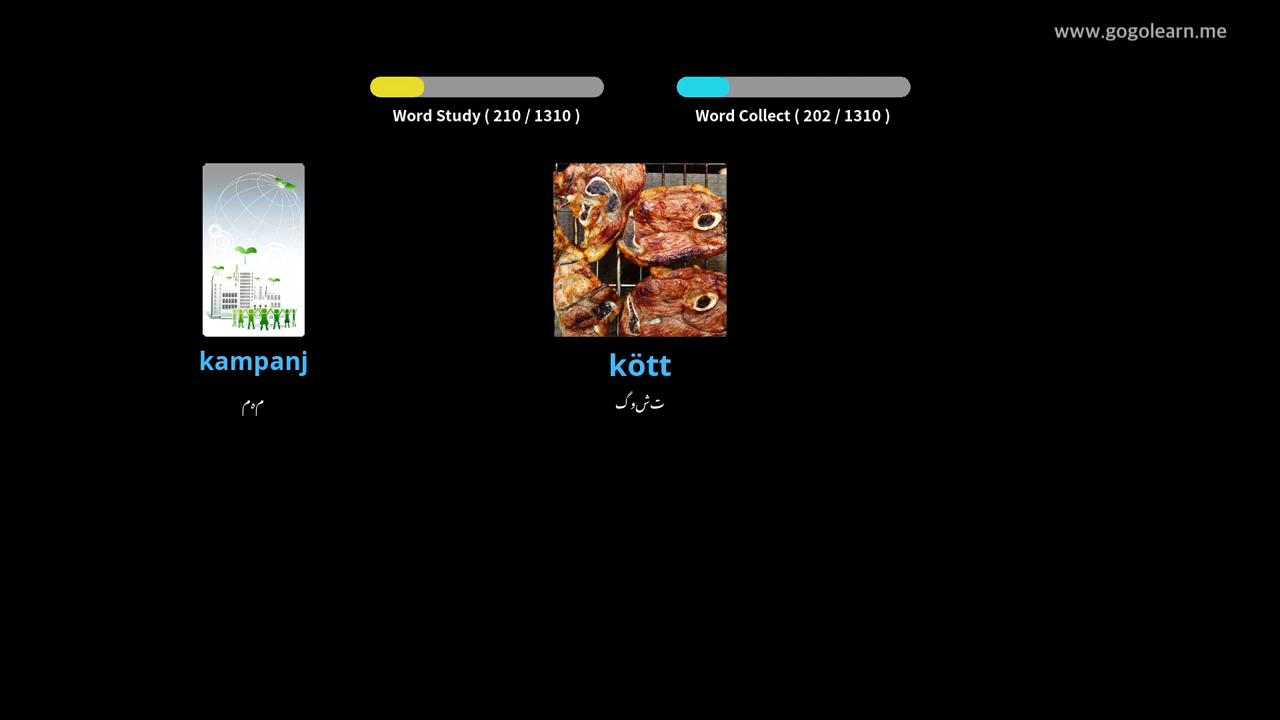 www.gogolearn.me
Word Study ( 210 / 1310 )
Word Collect ( 202 / 1310 )
kampanj
مہم
kött
گوشت